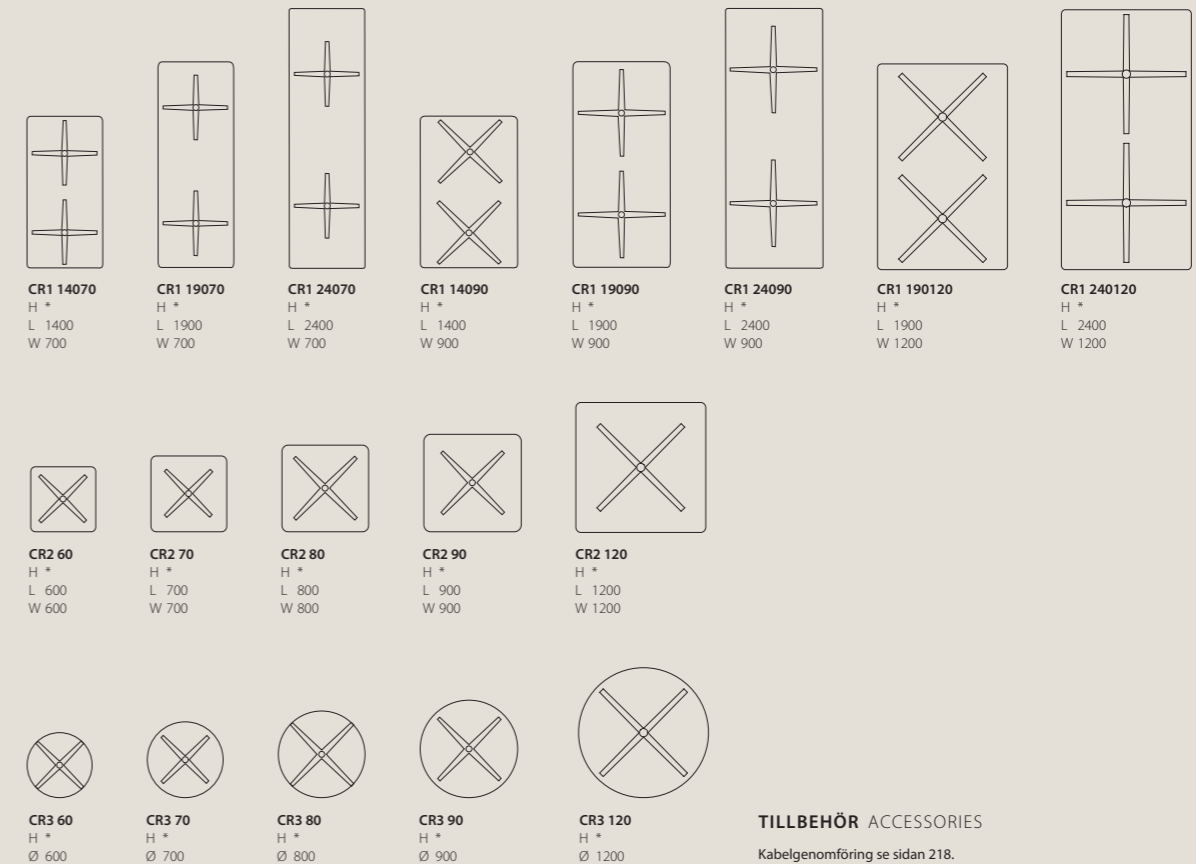 CR1 14070
H *
L 1400
W 700
CR1 19070
H *
L 1900
W 700
CR1 24070
H *
L 2400
W 700
CR1 14090
H *
L 1400
W 900
CR1 19090
H *
L 1900
W 900
CR1 24090
H *
L 2400
W 900
CR1 190120
H *
L 1900
W 1200
CR1 240120
H *
L 2400
W 1200
CR2 60
H *
L 600
W 600
CR2 70
H *
L 700
W 700
CR2 80
H *
L 800
W 800
CR2 90
H *
L 900
W 900
CR2 120
H *
L 1200
W 1200
CR3 60
H *
Ø 600
CR3 70
H *
Ø 700
CR3 80
H *
Ø 800
CR3 90
H *
Ø 900
CR3 120
H *
Ø 1200
TILLBEHÖR ACCESSORIES
Kabelgenomföring se sidan 218.